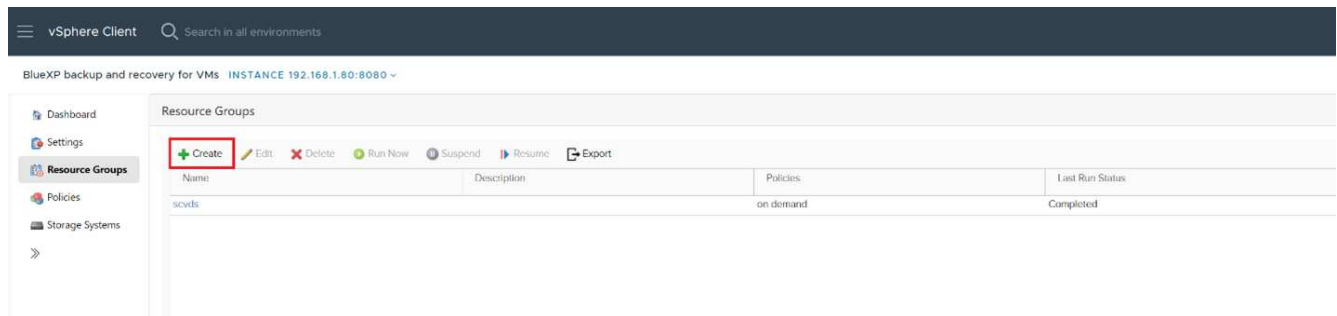 vSphere Client Search in all environments
BlueXP backup and recovery for VMs INSTANCE 192.168.1.80:8080
Dashboard
Settings
Resource Groups
Policies
Storage Systems
Resource Groups
Create Edit Delete Run Now Suspend Resume Export
Name Description Policies Last Run Status
scvds on demand Completed